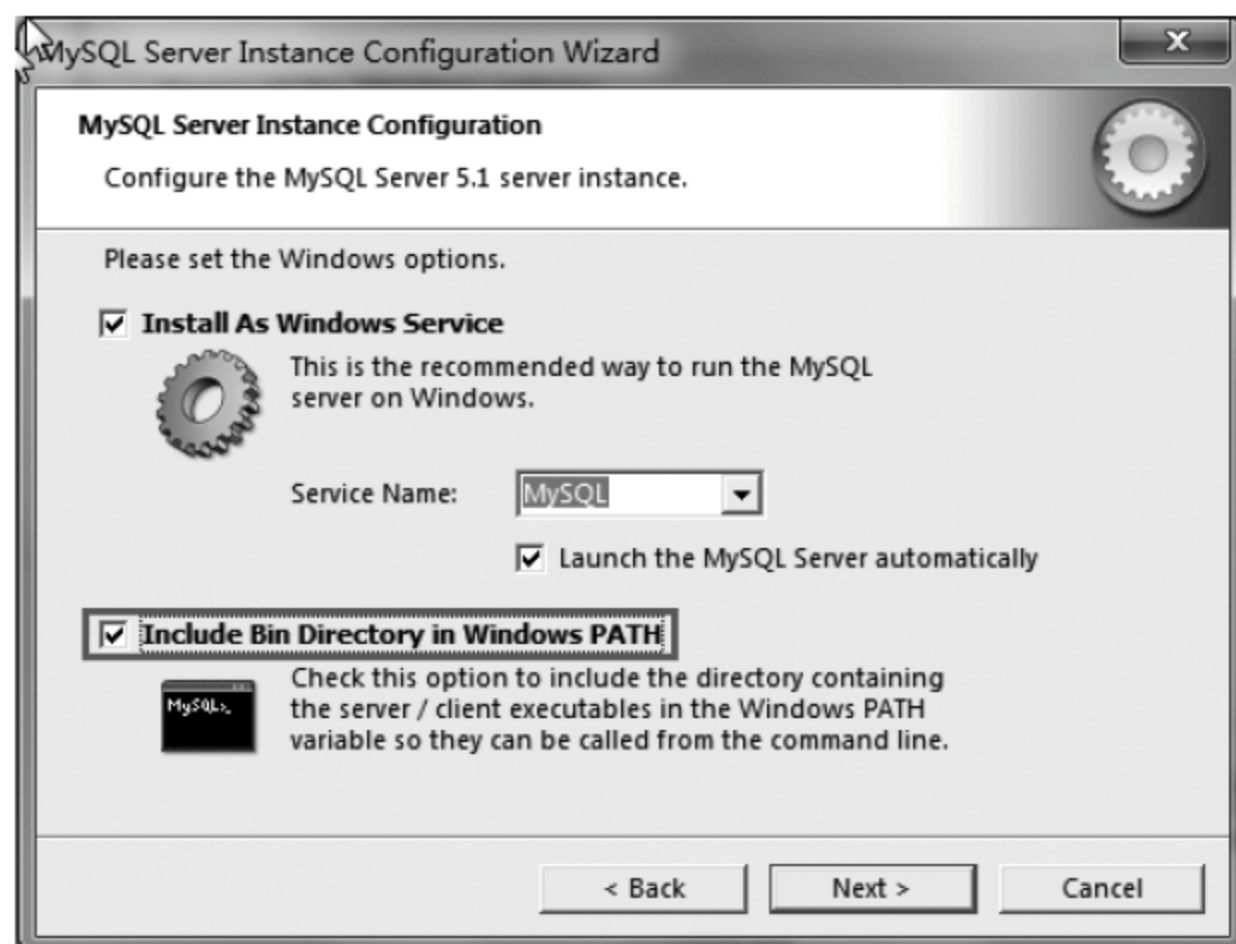 MySQL Server Instance Configuration Wizard
X
MySQL Server Instance Configuration
Configure the MySQL Server 5.1 server instance.
Please set the Windows options.
Install As Windows Service
This is the recommended way to run the MySQL
server on Windows.
Service Name: MySQL
Launch the MySQL Server automatically
Include Bin Directory in Windows PATH
Check this option to include the directory containing
the server / client executables in the Windows PATH
variable so they can be called from the command line.
MySQL>_
< Back Next > Cancel